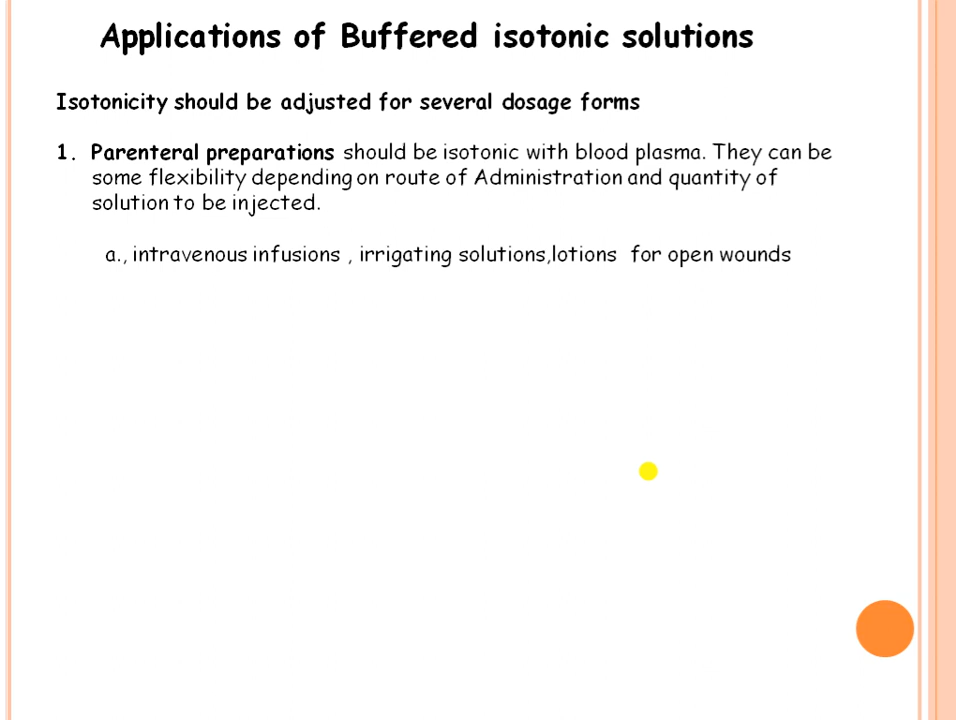 Applications of Buffered isotonic solutions
Isotonicity should be adjusted for several dosage forms
1. Parenteral preparations should be isotonic with blood plasma. They can be
some flexibility depending on route of Administration and quantity of
solution to be injected.
a., intravenous infusions , irrigating solutions,lotions for open wounds